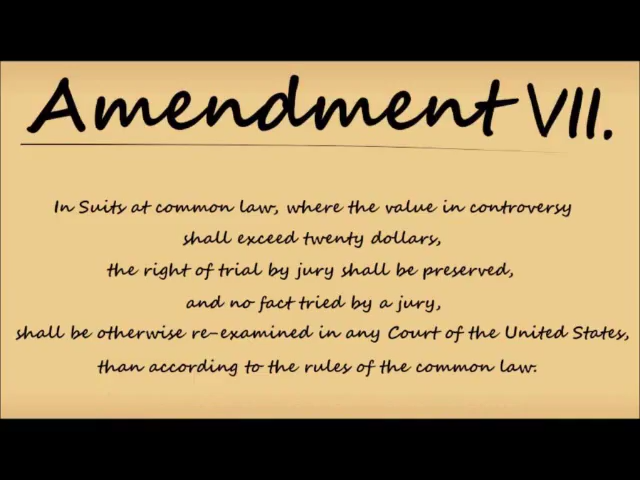 Amendment VII.
In Suits at common law, where the value in controversy
shall exceed twenty dollars,
the right of trial by jury shall be preserved,
and no fact tried by a jury,
shall be otherwise re-examined in any Court of the United States,
than according to the rules of the common law.